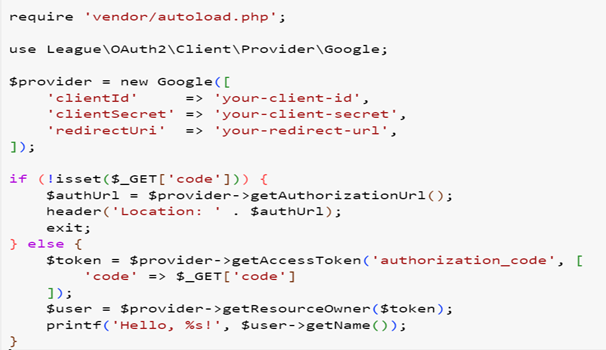 require 'vendor/autoload.php';
use League\OAuth2\Client\Provider\Google;
$provider = new Google([
    'clientId'     => 'your-client-id',
    'clientSecret' => 'your-client-secret',
    'redirectUri'  => 'your-redirect-url',
]);
if (!isset($_GET['code'])) {
    $authUrl = $provider->getAuthorizationUrl();
    header('Location: ' . $authUrl);
    exit;
} else {
    $token = $provider->getAccessToken('authorization_code', [
        'code' => $_GET['code']
    ]);
    $user = $provider->getResourceOwner($token);
    printf('Hello, %s!', $user->getName());
}